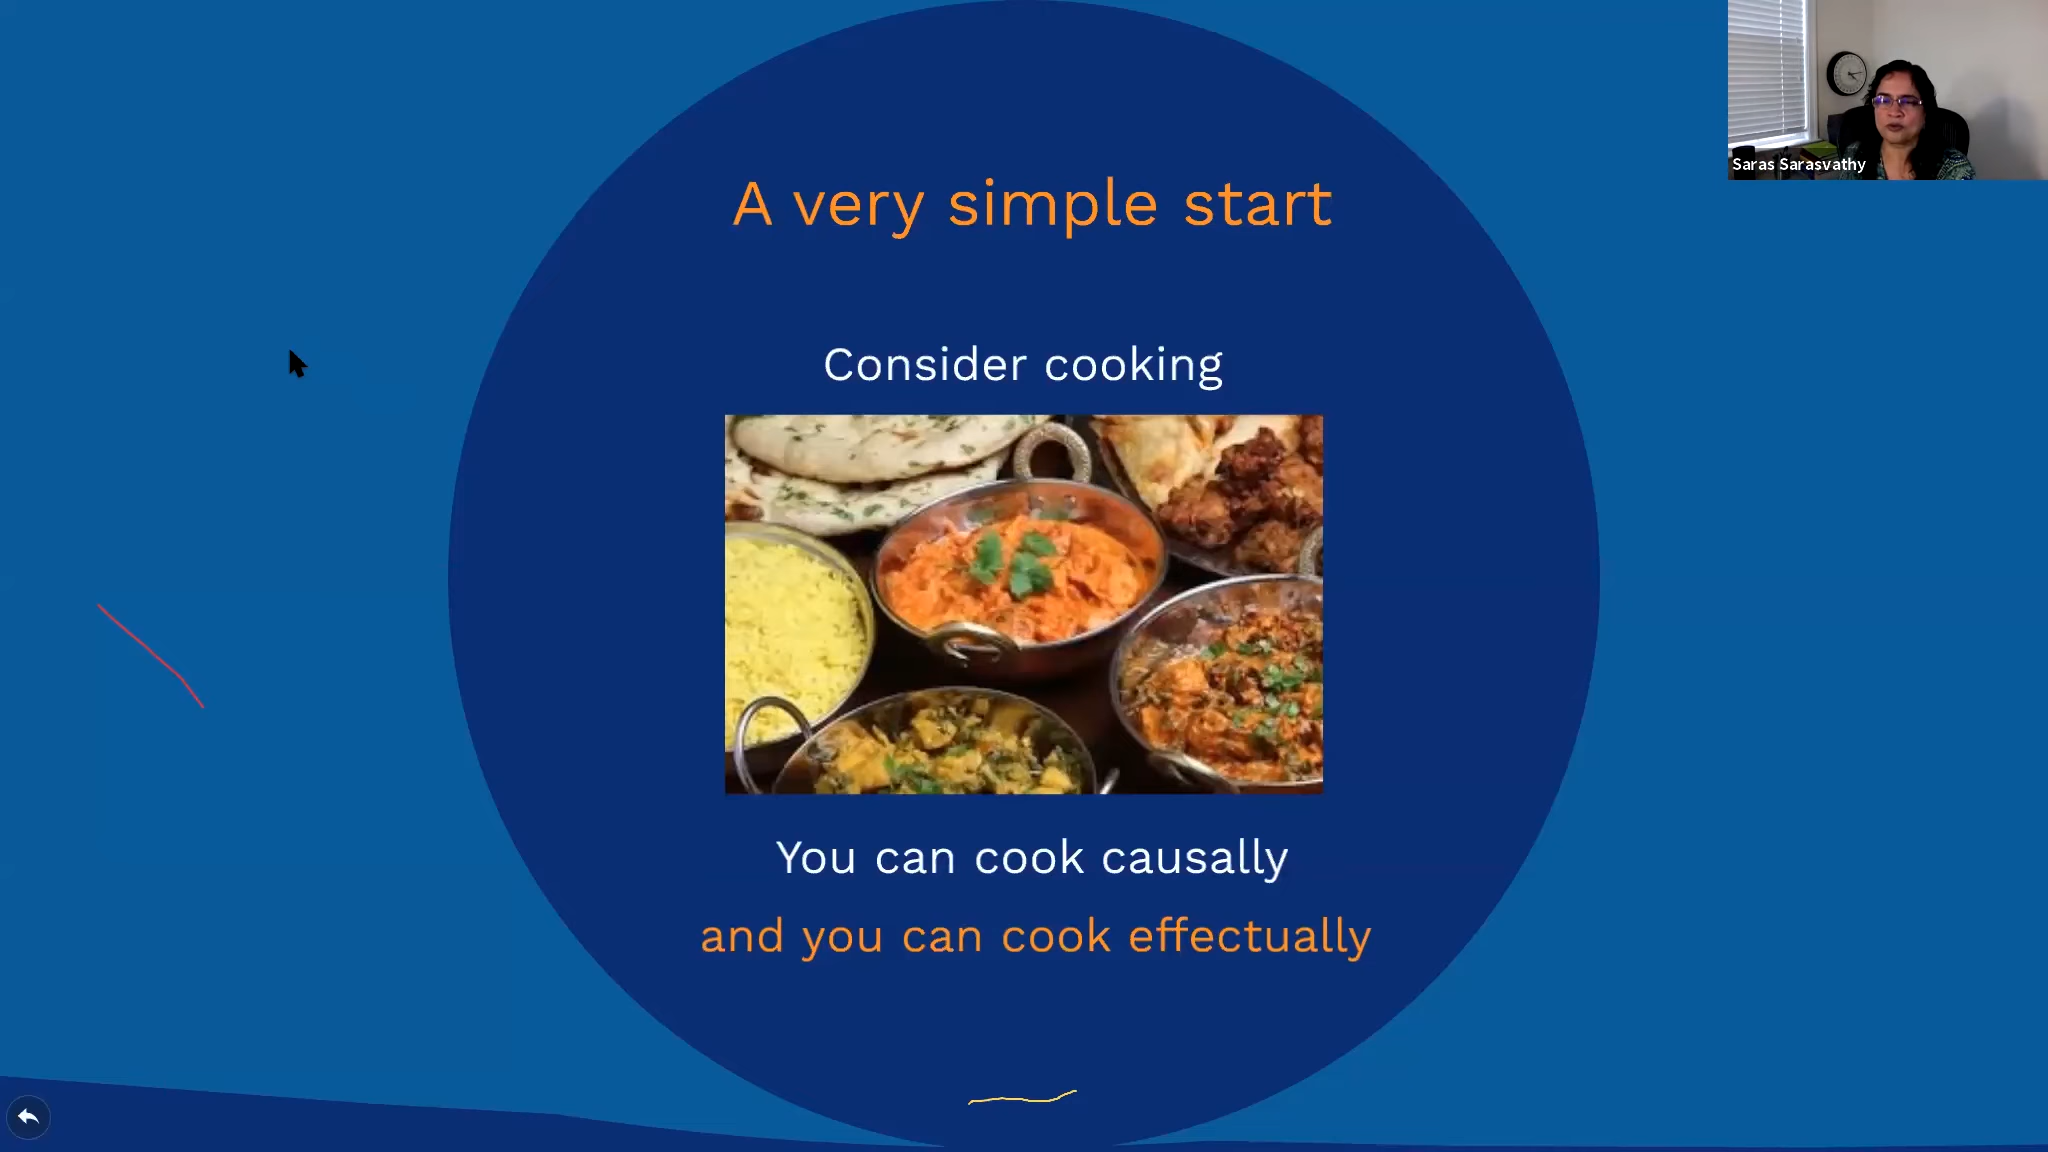 Saras Sarasvathy
A very simple start
Consider cooking
You can cook causally
and you can cook effectually